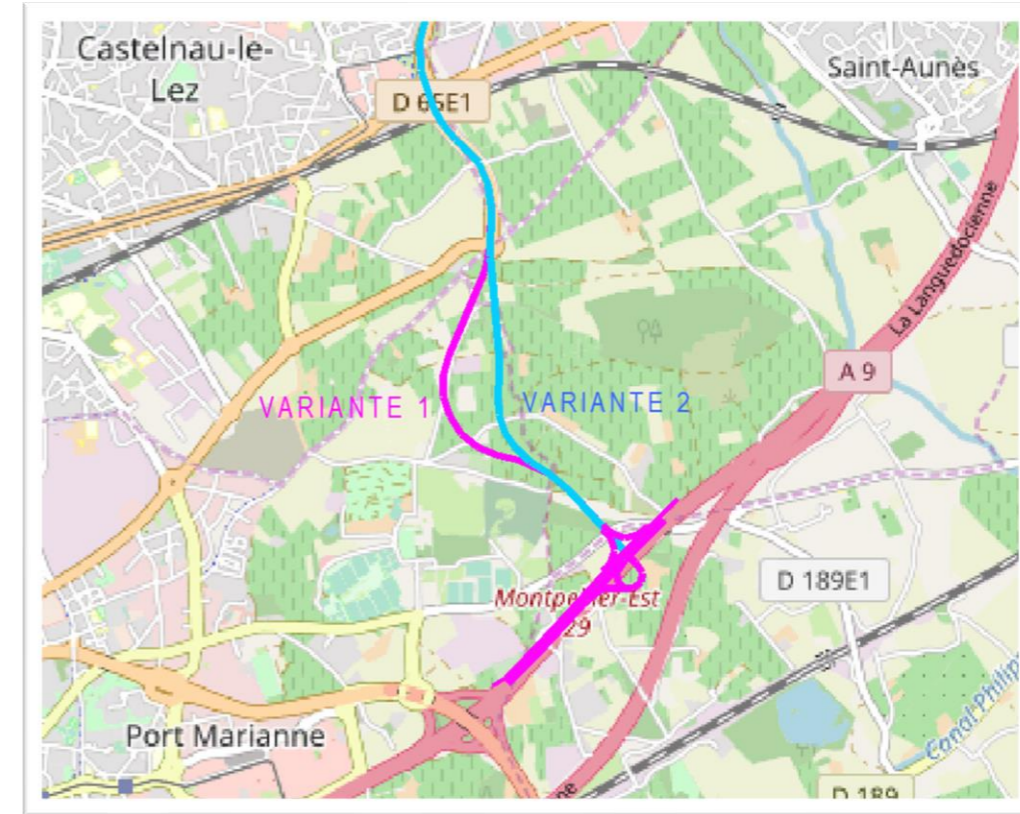 Castelnau-le-
Lez
D 65E1
Saint-Aunès
La Languedocienne
A 9
VARIANTE 1
VARIANTE 2
D 189E1
Montpellier-Est
29
Port Marianne
Canal Philip
ne
D 189